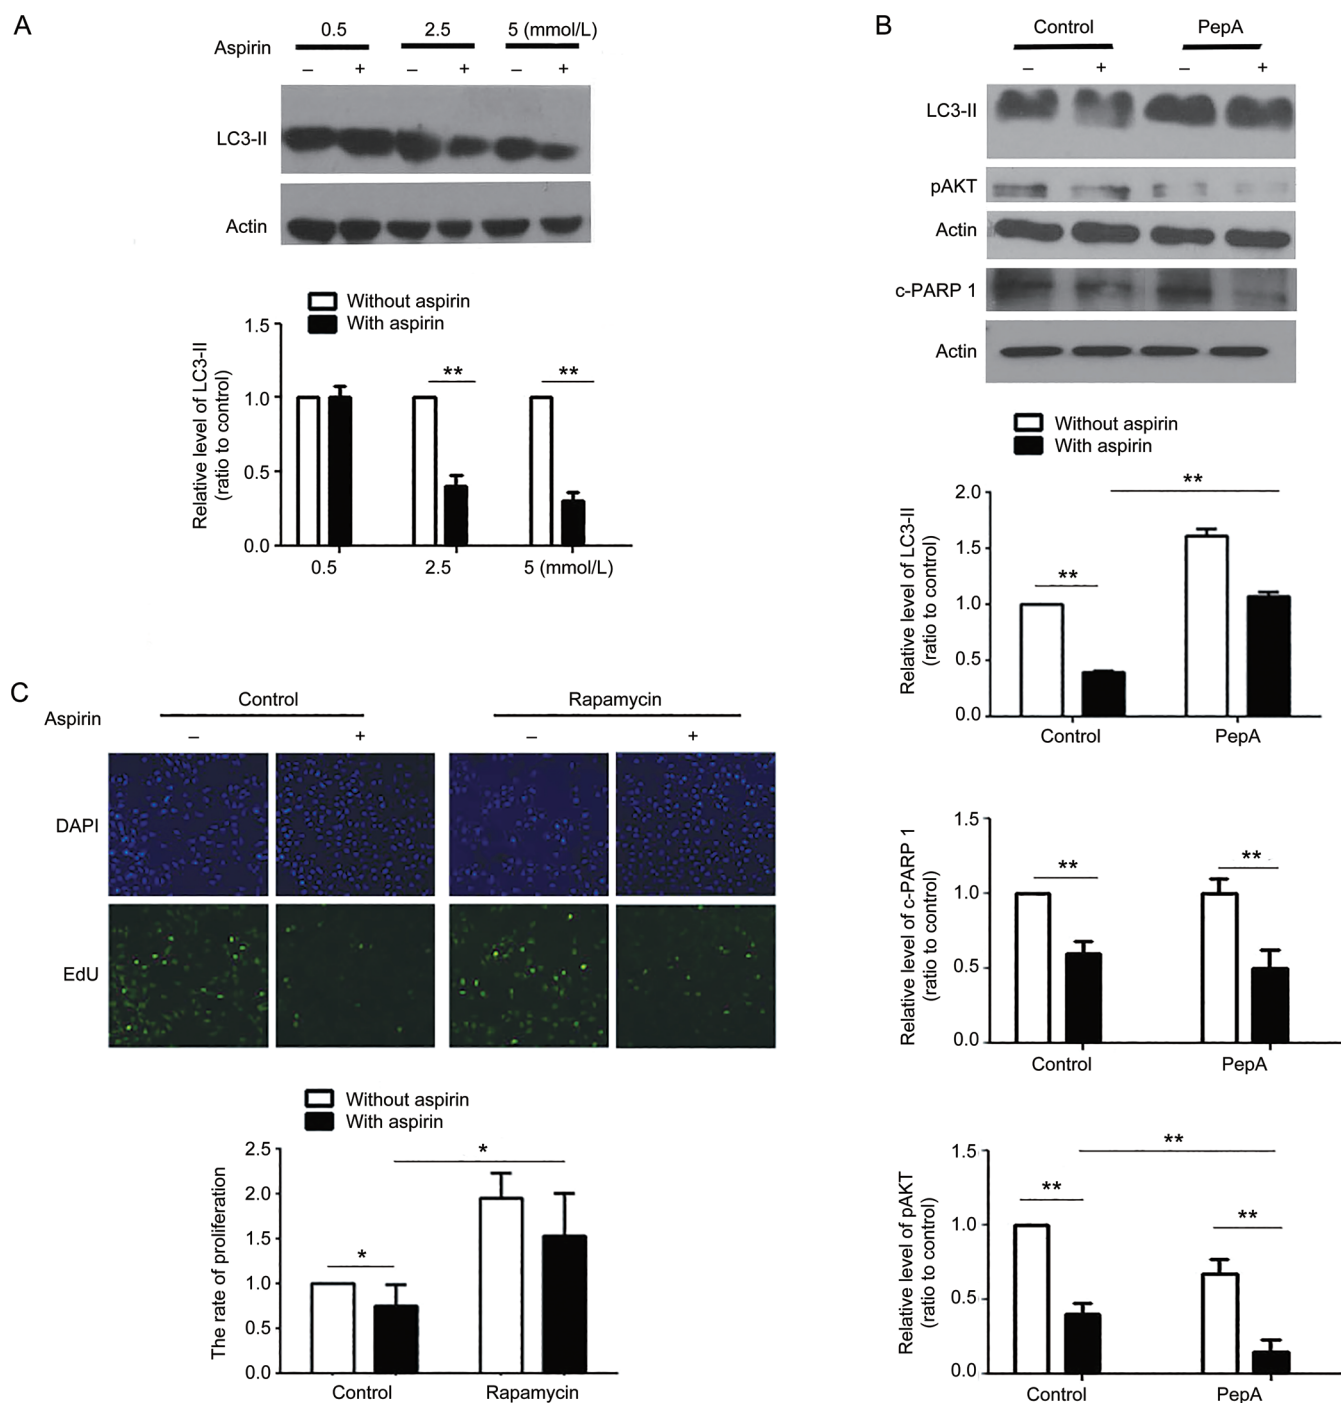 A
Aspirin
0.5 2.5 5 (mmol/L)
– + – + – +
LC3-II
Actin
Without aspirin
With aspirin
Relative level of LC3-II
(ratio to control)
1.5
1.0
0.5
0.0
** **
0.5 2.5 5 (mmol/L)
B
Control PepA
– + – +
LC3-II
pAKT
Actin
c-PARP 1
Actin
Without aspirin
With aspirin
Relative level of LC3-II
(ratio to control)
2.0
1.5
1.0
0.5
0.0
** **
Control PepA
Relative level of c-PARP 1
(ratio to control)
1.5
1.0
0.5
0.0
** **
Control PepA
Relative level of pAKT
(ratio to control)
1.5
1.0
0.5
0.0
** ** **
Control PepA
C
Aspirin
Control Rapamycin
– + – +
DAPI
EdU
Without aspirin
With aspirin
The rate of proliferation
2.5
2.0
1.5
1.0
0.5
0.0
* *
Control Rapamycin